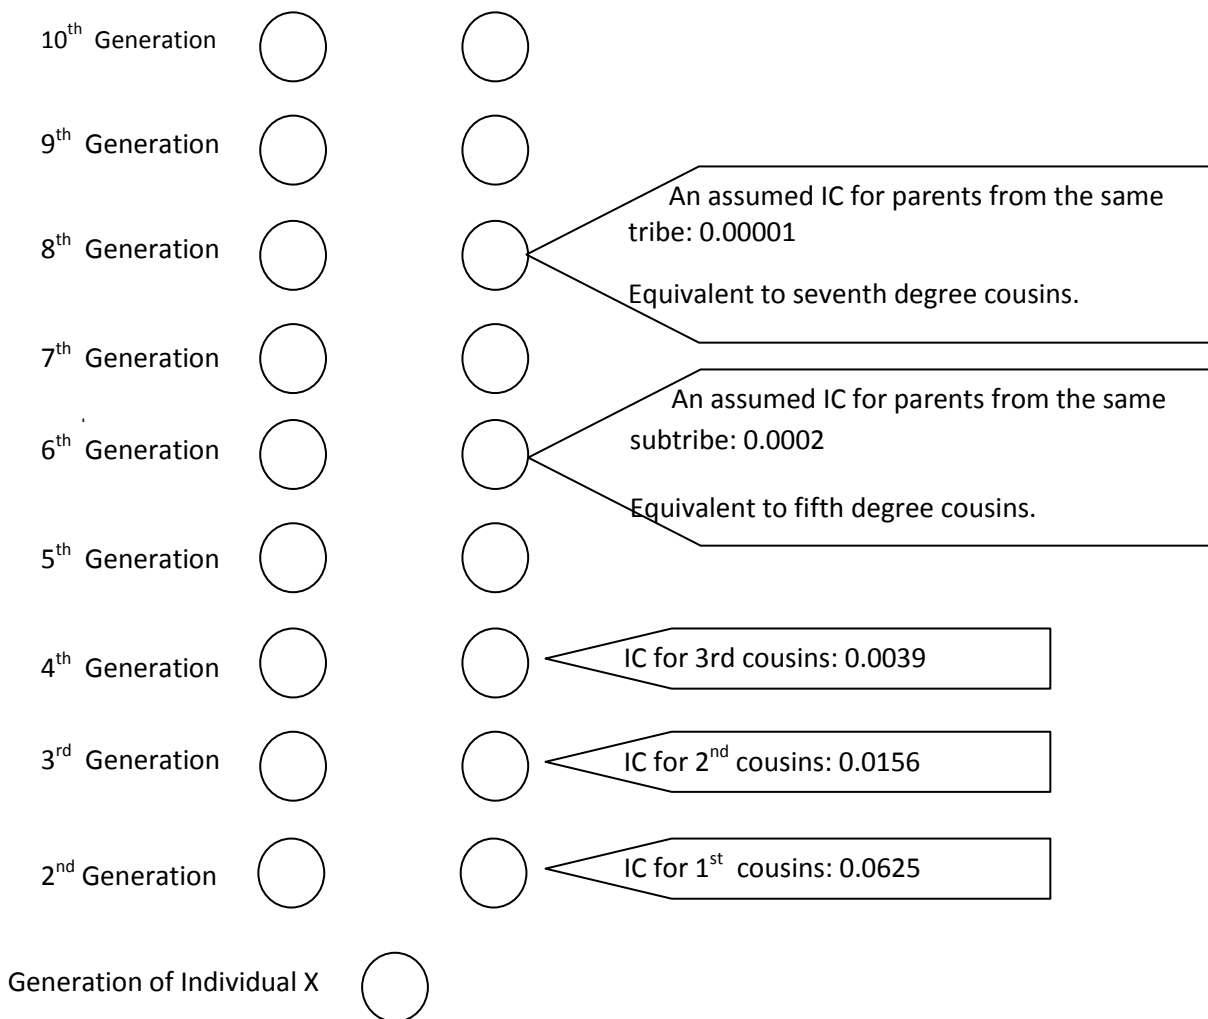 10th Generation
9th Generation
An assumed IC for parents from the same
tribe: 0.00001
8th Generation
Equivalent to seventh degree cousins.
7th Generation
An assumed IC for parents from the same
subtribe: 0.0002
6th Generation
Equivalent to fifth degree cousins.
5th Generation
4th Generation
IC for 3rd cousins: 0.0039
3rd Generation
IC for 2nd cousins: 0.0156
2nd Generation
IC for 1st cousins: 0.0625
Generation of Individual X